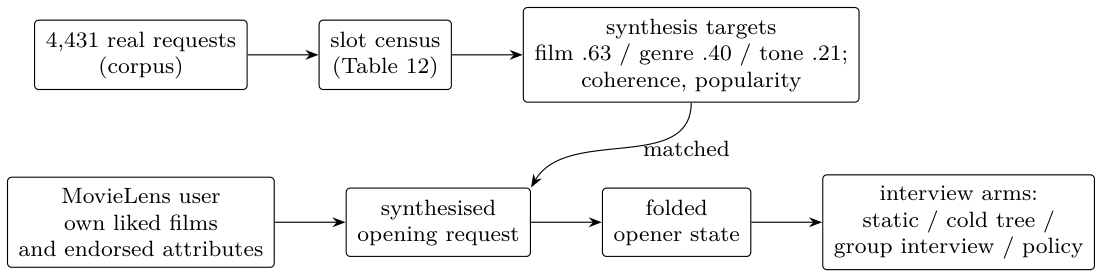 4,431 real requests
(corpus)
slot census
(Table 12)
synthesis targets
film .63 / genre .40 / tone .21;
coherence, popularity
matched
MovieLens user
own liked films
and endorsed attributes
synthesised
opening request
folded
opener state
interview arms:
static / cold tree /
group interview / policy